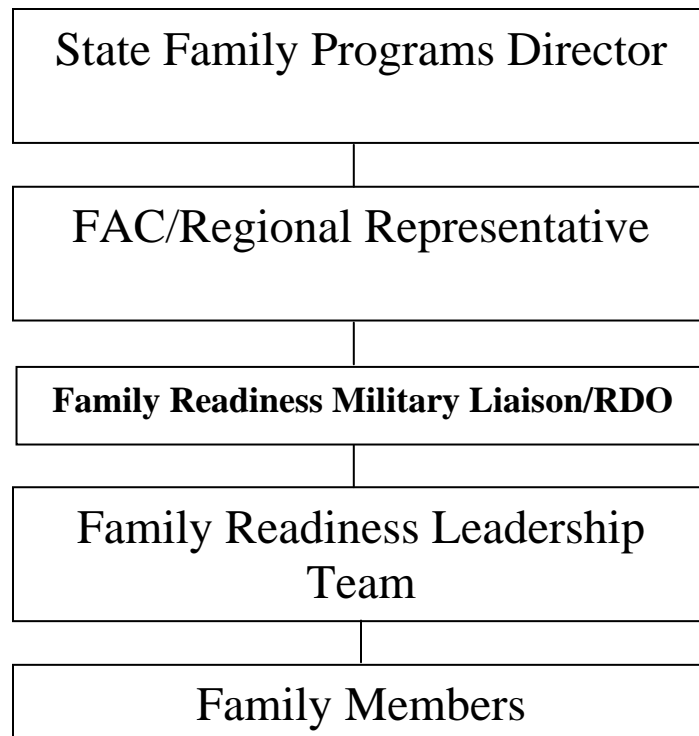 State Family Programs Director
FAC/Regional Representative
Family Readiness Military Liaison/RDO
Family Readiness Leadership
Team
Family Members